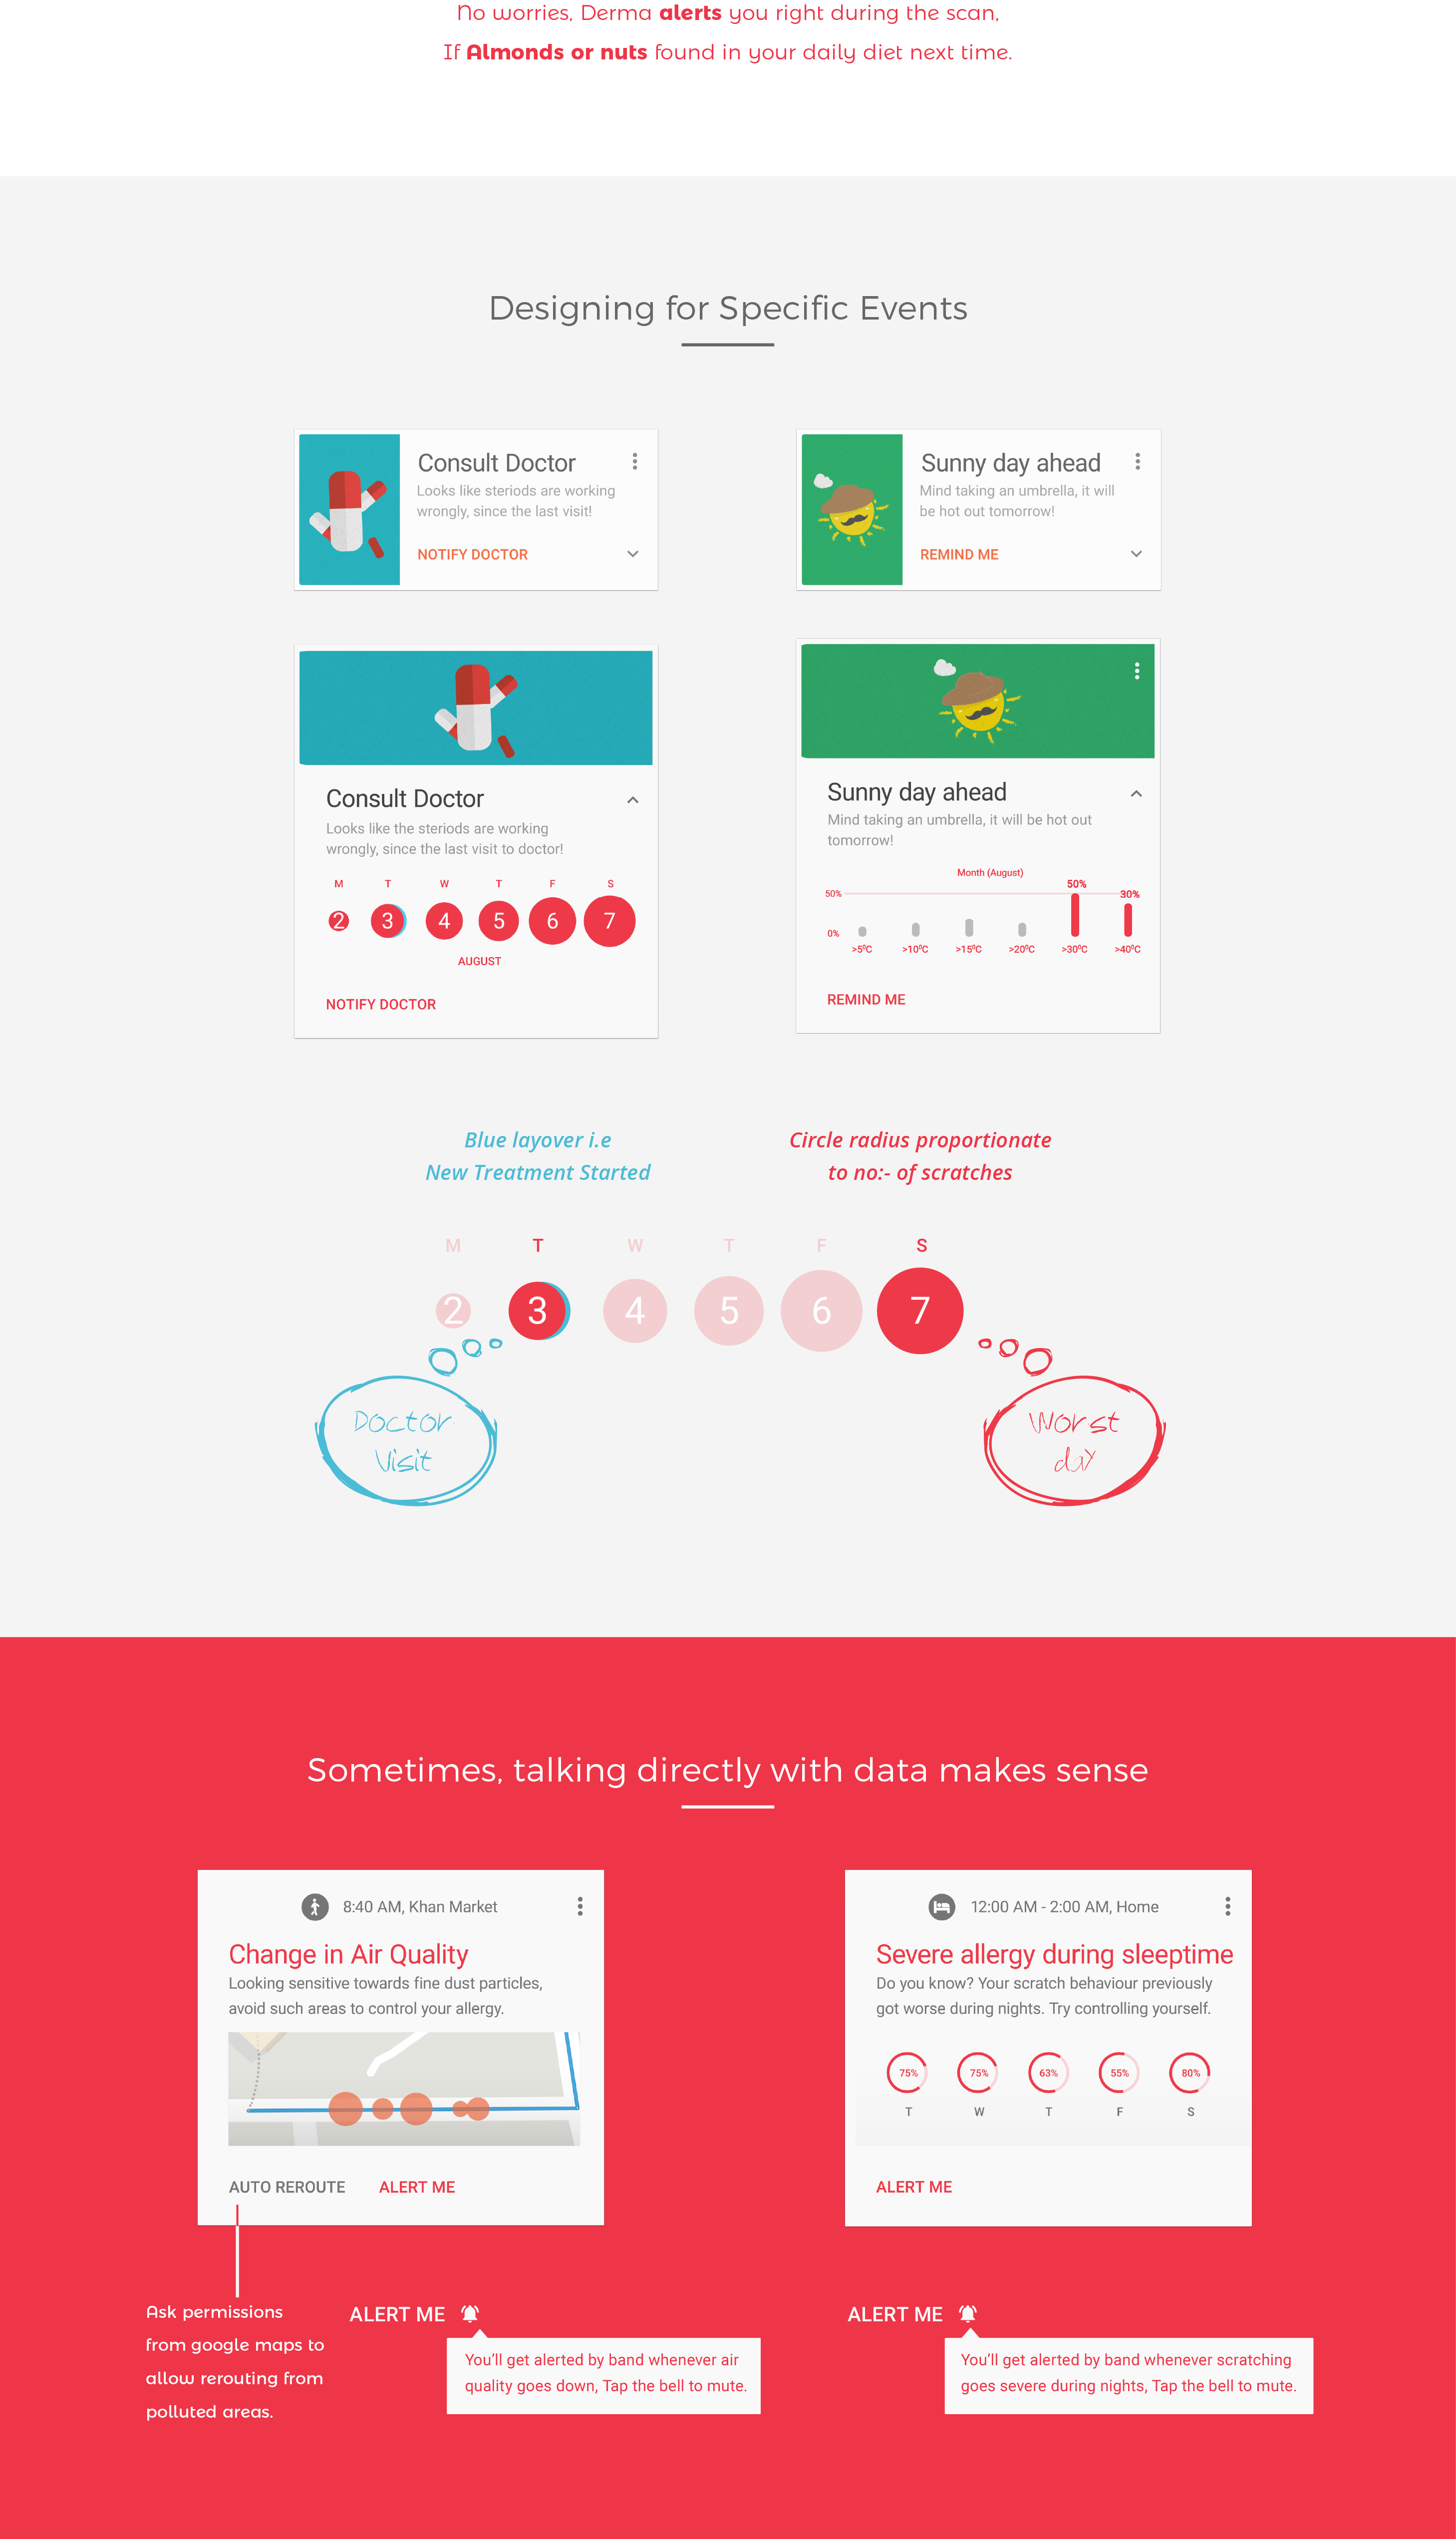 No worries, Derma alerts you right during the scan,
If Almonds or nuts found in your daily diet next time.
Designing for Specific Events
Consult Doctor
Looks like steriods are working
wrongly, since the last visit!
NOTIFY DOCTOR
Sunny day ahead
Mind taking an umbrella, it will
be hot out tomorrow!
REMIND ME
Consult Doctor
Looks like the steriods are working
wrongly, since the last visit to doctor!
M T W T F S
2 3 4 5 6 7
AUGUST
NOTIFY DOCTOR
Sunny day ahead
Mind taking an umbrella, it will be hot out
tomorrow!
Month (August)
50% 50% 30%
0%
>5⁰C >10⁰C >15⁰C >20⁰C >30⁰C >40⁰C
REMIND ME
Blue layover i.e
New Treatment Started
Circle radius proportionate
to no:- of scratches
M T W T F S
2 3 4 5 6 7
Doctor
Visit
Worst
day
Sometimes, talking directly with data makes sense
8:40 AM, Khan Market
Change in Air Quality
Looking sensitive towards fine dust particles,
avoid such areas to control your allergy.
AUTO REROUTE ALERT ME
12:00 AM - 2:00 AM, Home
Severe allergy during sleeptime
Do you know? Your scratch behaviour previously
got worse during nights. Try controlling yourself.
75% 75% 63% 55% 80%
T W T F S
ALERT ME
Ask permissions
from google maps to
allow rerouting from
polluted areas.
ALERT ME
You'll get alerted by band whenever air
quality goes down, Tap the bell to mute.
ALERT ME
You'll get alerted by band whenever scratching
goes severe during nights, Tap the bell to mute.